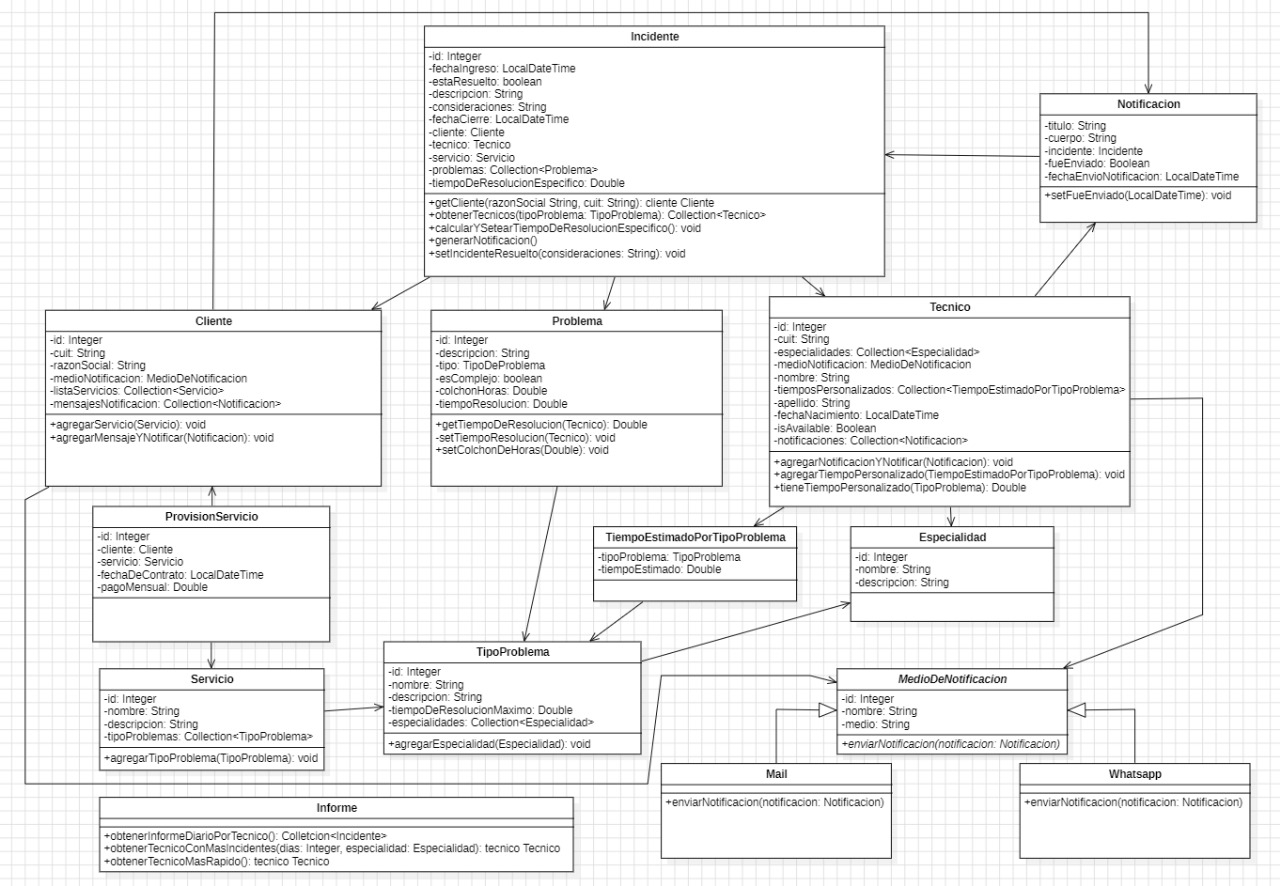 Incidente
-id: Integer
-fechaIngreso: LocalDateTime
-estaResuelto: boolean
-descripcion: String
-consideraciones: String
-fechaCierre: LocalDateTime
-cliente: Cliente
-tecnico: Tecnico
-servicio: Servicio
-problemas: Collection<Problema>
-tiempoDeResolucionEspecifico: Double
+getCliente(razonSocial String, cuit: String): cliente Cliente
+obtenerTecnicos(tipoProblema: TipoProblema): Collection<Tecnico>
+calcularYSetearTiempoDeResolucionEspecifico(): void
+generarNotificacion()
+setIncidenteResuelto(consideraciones: String): void
Notificacion
-titulo: String
-cuerpo: String
-incidente: Incidente
-fueEnviado: Boolean
-fechaEnvioNotificacion: LocalDateTime
+setFueEnviado(LocalDateTime): void
Cliente
-id: Integer
-cuit: String
-razonSocial: String
-medioNotificacion: MedioDeNotificacion
-listaServicios: Collection<Servicio>
-mensajesNotificacion: Collection<Notificacion>
+agregarServicio(Servicio): void
+agregarMensajeYNotificar(Notificacion): void
Problema
-id: Integer
-descripcion: String
-tipo: TipoDeProblema
-esComplejo: boolean
-colchonHoras: Double
-tiempoResolucion: Double
+getTiempoDeResolucion(Tecnico): Double
-setTiempoResolucion(Tecnico): void
+setColchonDeHoras(Double): void
Tecnico
-id: Integer
-cuit: String
-especialidades: Collection<Especialidad>
-medioNotificacion: MedioDeNotificacion
-nombre: String
-tiemposPersonalizados: Collection<TiempoEstimadoPorTipoProblema>
-apellido: String
-fechaNacimiento: LocalDateTime
-isAvailable: Boolean
-notificaciones: Collection<Notificacion>
+agregarNotificacionYNotificar(Notificacion): void
+agregarTiempoPersonalizado(TiempoEstimadoPorTipoProblema): void
+tieneTiempoPersonalizado(TipoProblema): Double
ProvisionServicio
-id: Integer
-cliente: Cliente
-servicio: Servicio
-fechaDeContrato: LocalDateTime
-pagoMensual: Double
TiempoEstimadoPorTipoProblema
-tipoProblema: TipoProblema
-tiempoEstimado: Double
Especialidad
-id: Integer
-nombre: String
-descripcion: String
Servicio
-id: Integer
-nombre: String
-descripcion: String
-tipoProblemas: Collection<TipoProblema>
+agregarTipoProblema(TipoProblema): void
TipoProblema
-id: Integer
-nombre: String
-descripcion: String
-tiempoDeResolucionMaximo: Double
-especialidades: Collection<Especialidad>
+agregarEspecialidad(Especialidad): void
MedioDeNotificacion
-id: Integer
-nombre: String
-medio: String
+enviarNotificacion(notificacion: Notificacion)
Mail
+enviarNotificacion(notificacion: Notificacion)
Whatsapp
+enviarNotificacion(notificacion: Notificacion)
Informe
+obtenerInformeDiarioPorTecnico(): Colletcion<Incidente>
+obtenerTecnicoConMasIncidentes(dias: Integer, especialidad: Especialidad): tecnico Tecnico
+obtenerTecnicoMasRapido(): tecnico Tecnico